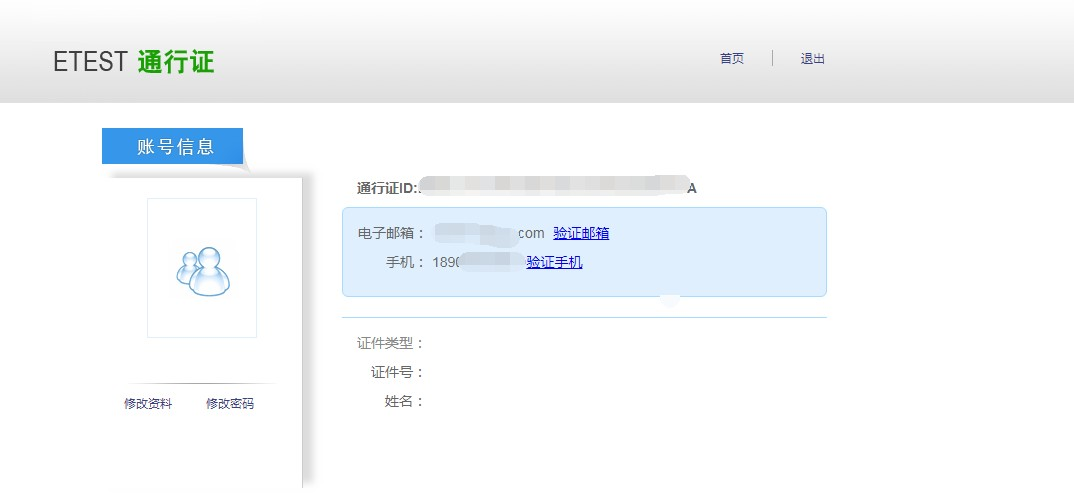 ETEST 通行证
首页 退出
账号信息
通行证ID:
A
电子邮箱： com 验证邮箱
手机： 189 验证手机
证件类型：
证件号：
姓名：
修改资料 修改密码